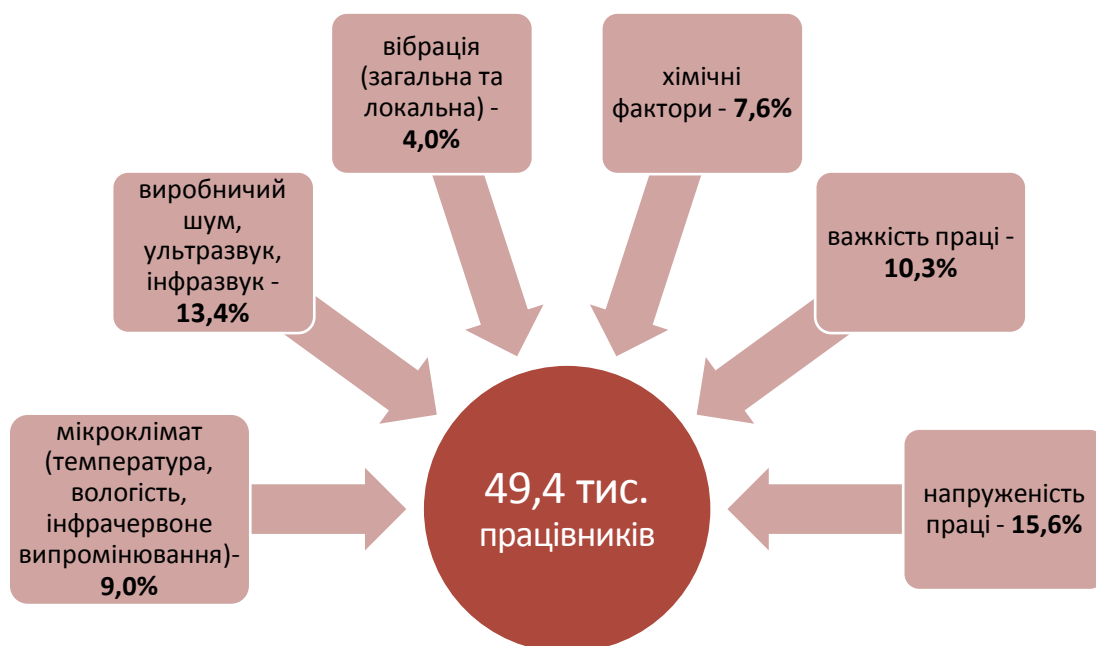 вібрація
(загальна та
локальна) -
4,0%
хімічні
фактори - 7,6%
виробничий
шум,
ультразвук,
інфразвук -
13,4%
важкість праці -
10,3%
мікроклімат
(температура,
вологість,
інфрачервоне
випромінювання)-
9,0%
49,4 тис.
працівників
напруженість
праці - 15,6%